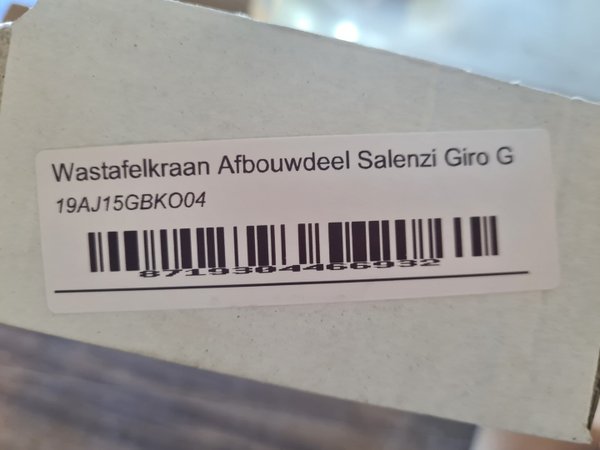 Wastafelkraan Afbouwdeel Salenzi Giro G
19AJ15GBKO04
8719304466932